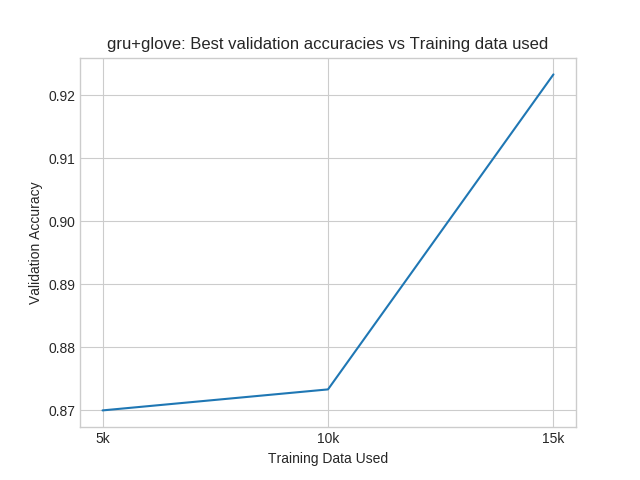 gru+glove: Best validation accuracies vs Training data used
0.92
0.91
0.90
0.89
0.88
0.87
Validation Accuracy
5k 10k 15k
Training Data Used